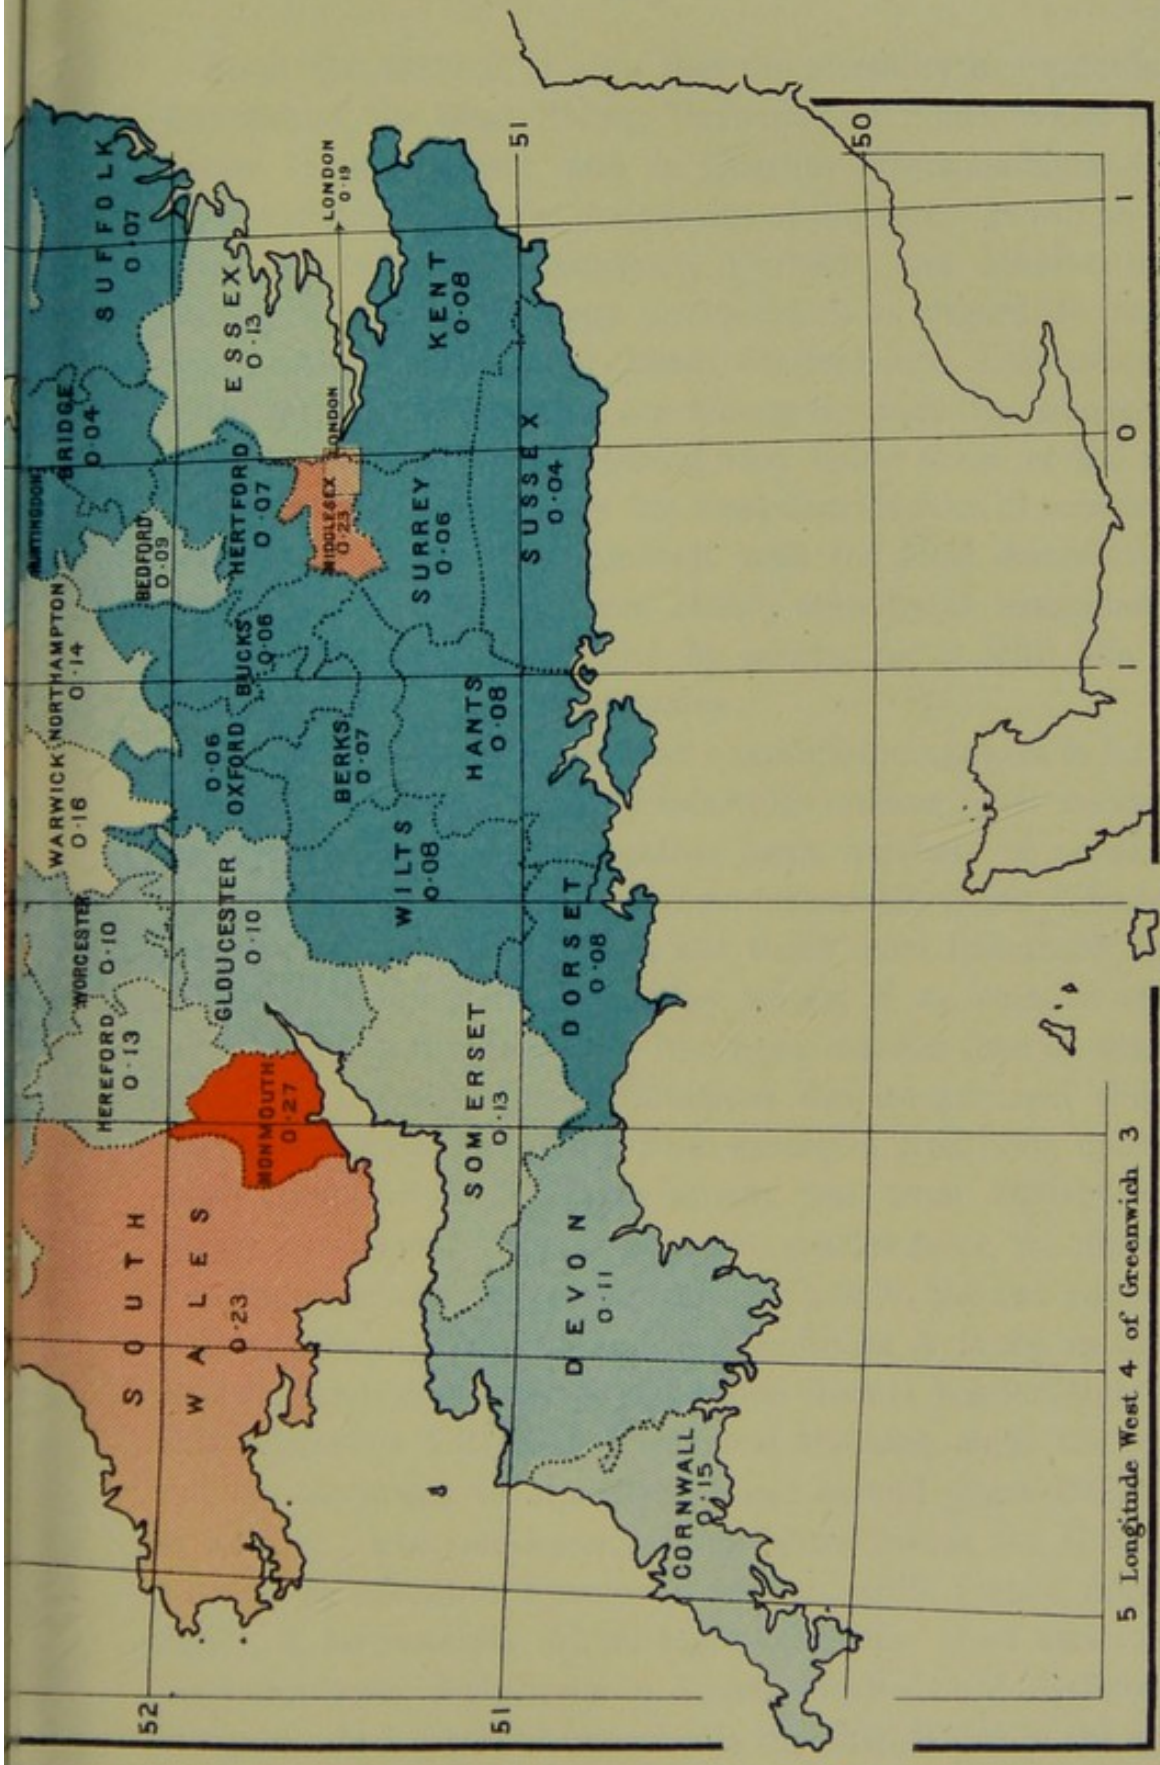 HUNTINGDON
BRIDGE
0·04
SUFFOLK
0·07
NORTHAMPTON
0·14
WARWICK
0·16
WORCESTER
0·10
HEREFORD
0·13
BEDFORD
0·09
HERTFORD
0·07
ESSEX
0·13
BUCKS
0·06
0·06
OXFORD
GLOUCESTER
0·10
MONMOUTH
0·27
SOUTH
WALES
0·23
MIDDLESEX
0·23
LONDON
LONDON
0·19
BERKS
0·07
WILTS
0·08
SURREY
0·06
KENT
0·08
HANTS
0·08
SUSSEX
0·04
SOMERSET
0·13
DORSET
0·08
DEVON
0·11
CORNWALL
0·15
52
51
51
50
5 Longitude West 4 of Greenwich 3
1
0
1